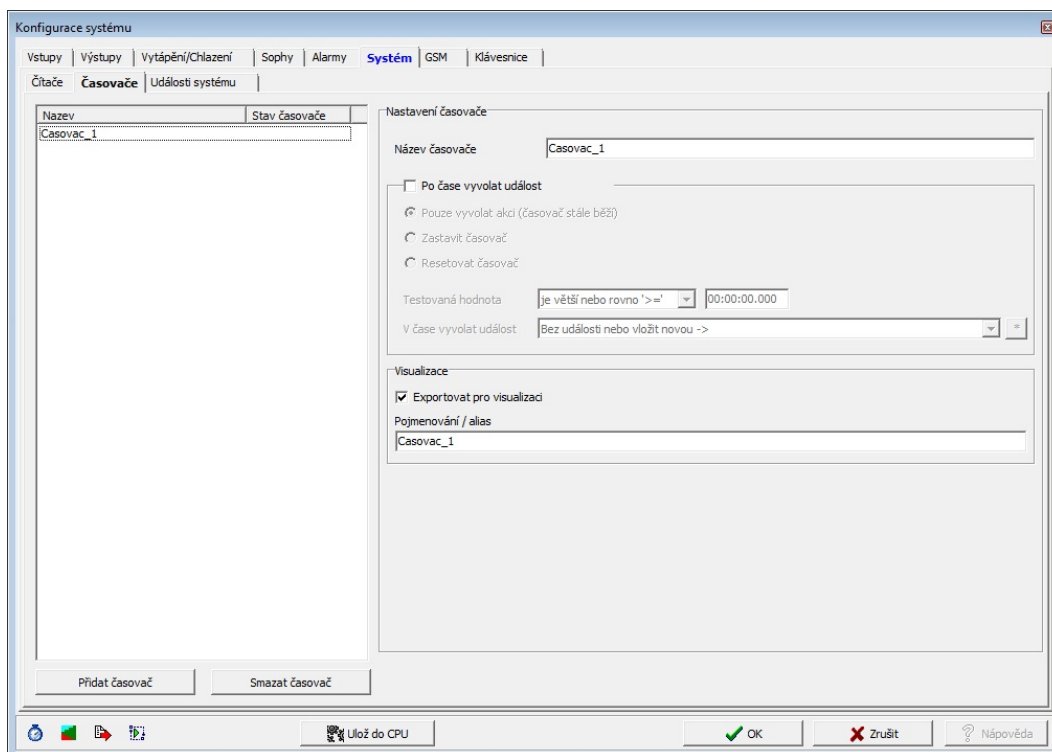 Konfigurace systému
Vstupy Výstupy Vytápění/Chlazení Sophy Alarmy Systém GSM Klávesnice
Čítače Časovače Události systému
Nazev Stav časovače
Casovac_1
Nastavení časovače
Název časovače Casovac_1
Po čase vyvolat událost
Pouze vyvolat akci (časovač stále běží)
Zastavit časovač
Resetovat časovač
Testovaná hodnota je větší nebo rovno '>=' 00:00:00.000
V čase vyvolat událost Bez události nebo vložit novou -> *
Visualizace
Exportovat pro visualizaci
Pojmenování / alias
Casovac_1
Přidat časovač Smazat časovač
Ulož do CPU OK Zrušit Nápověda